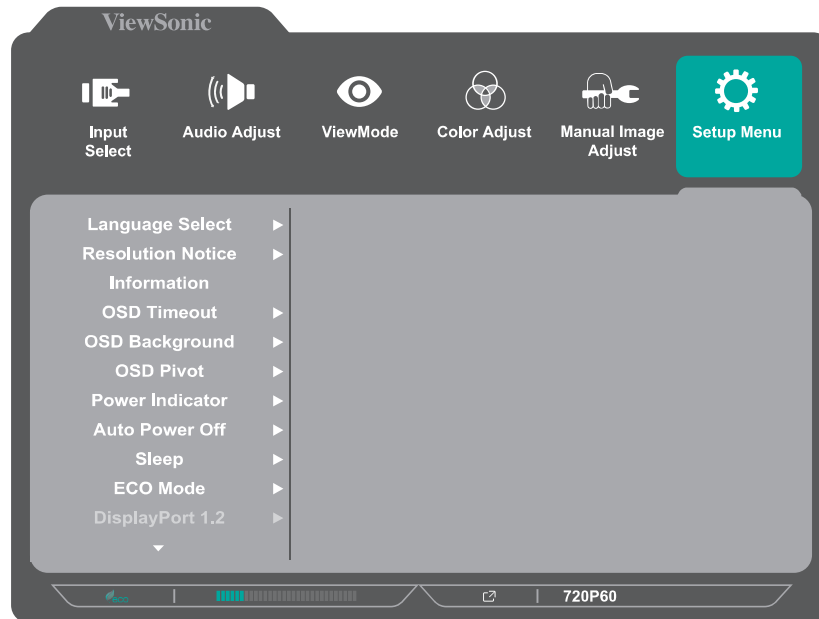 ViewSonic
Input Select
Audio Adjust
ViewMode
Color Adjust
Manual Image Adjust
Setup Menu
Language Select
Resolution Notice
Information
OSD Timeout
OSD Background
OSD Pivot
Power Indicator
Auto Power Off
Sleep
ECO Mode
DisplayPort 1.2
eco
720P60